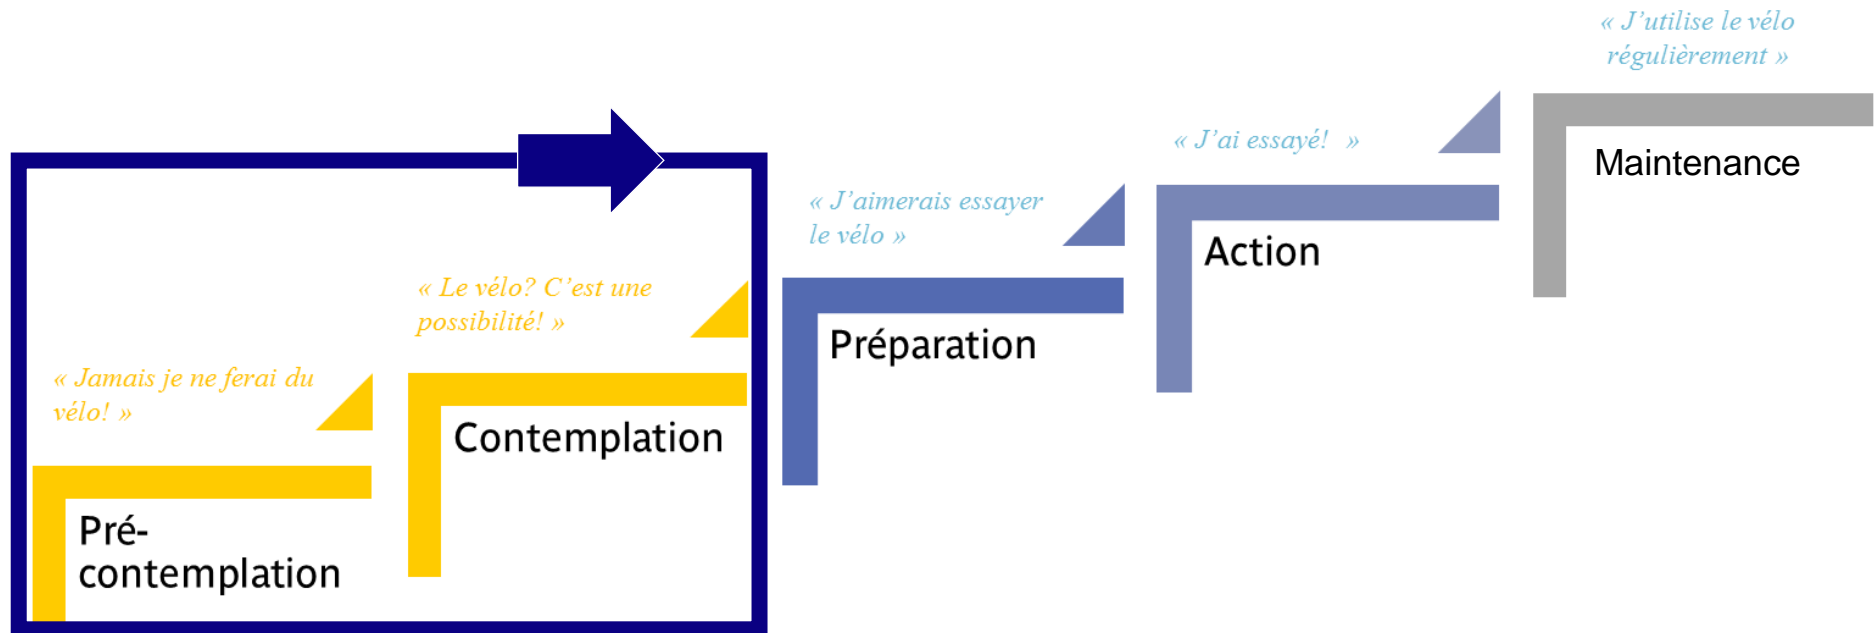 « Jamais je ne ferai du
vélo! »
Pré-
contemplation
« Le vélo? C’est une
possibilité! »
Contemplation
« J’aimerais essayer
le vélo »
Préparation
« J’ai essayé! »
Action
« J’utilise le vélo
régulièrement »
Maintenance